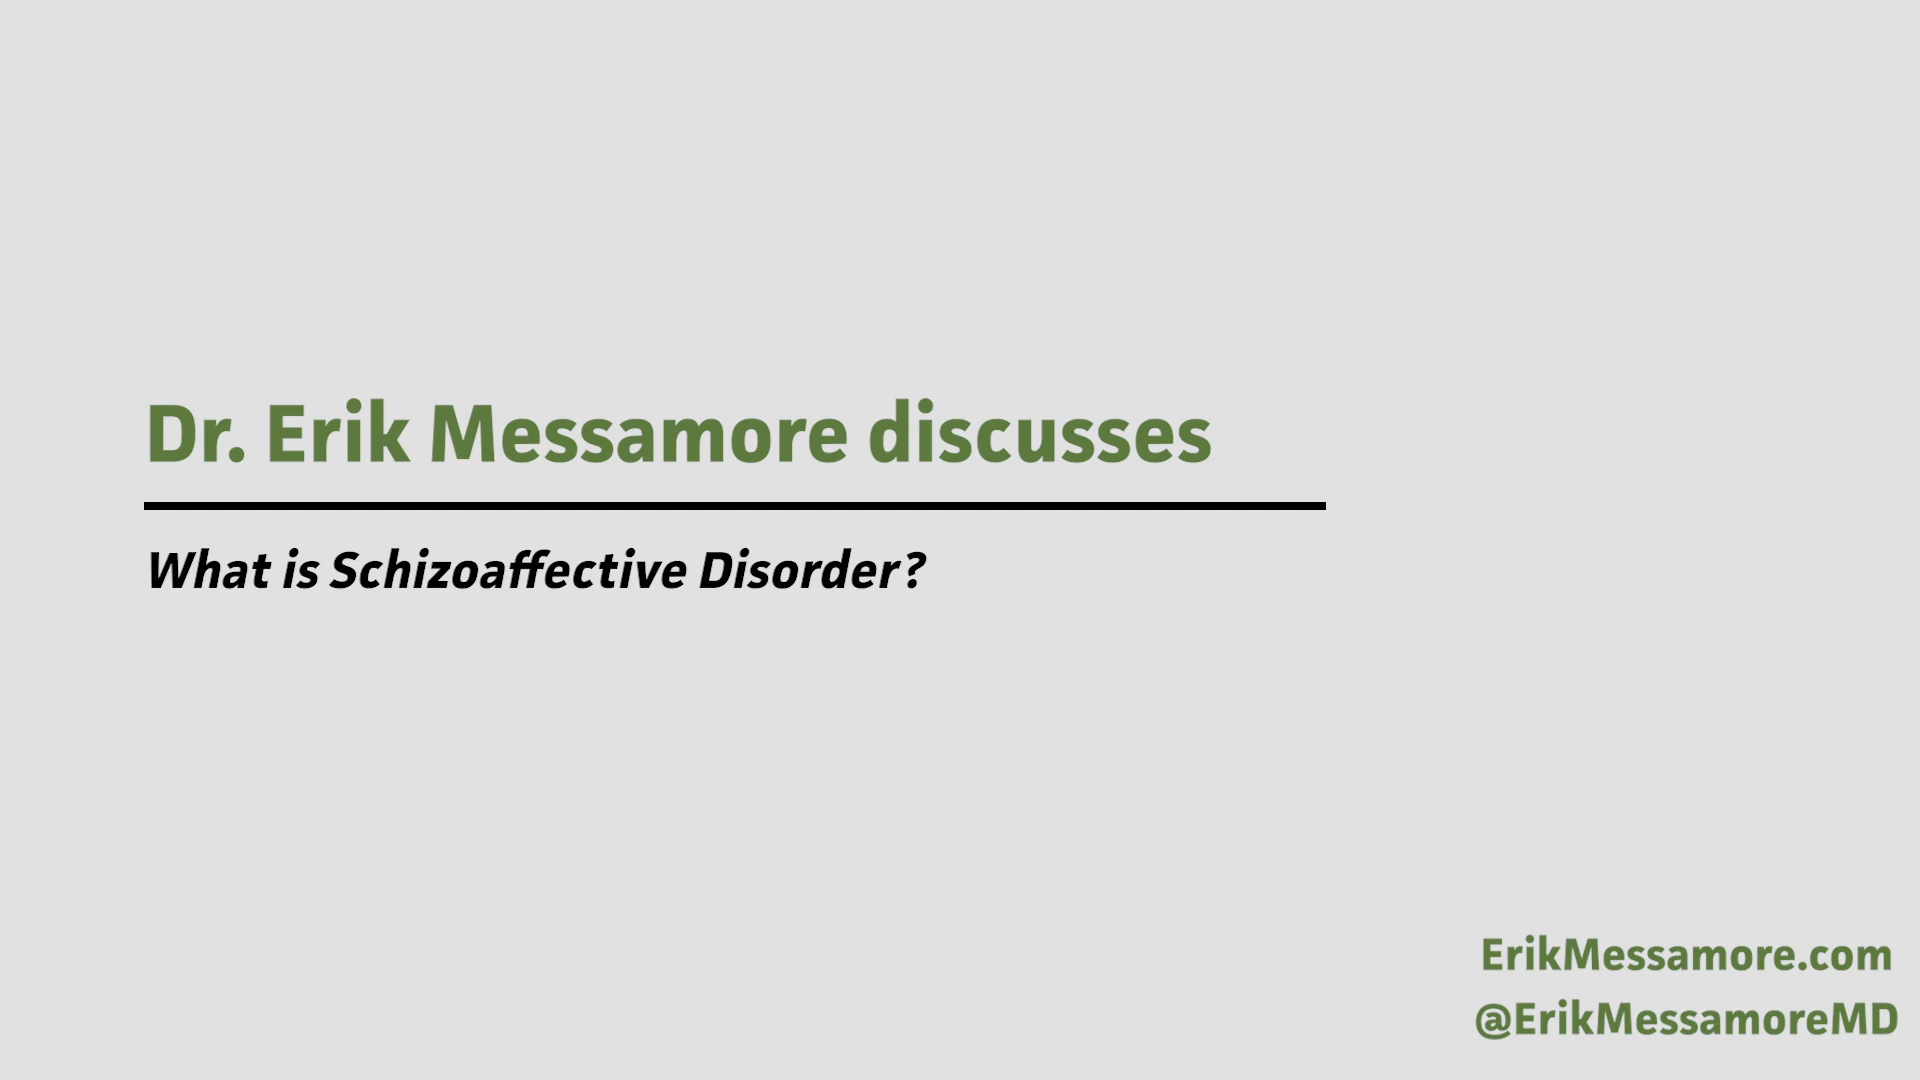 Dr. Erik Messamore discusses
What is Schizoaffective Disorder?
ErikMessamore.com
@ErikMessamoreMD